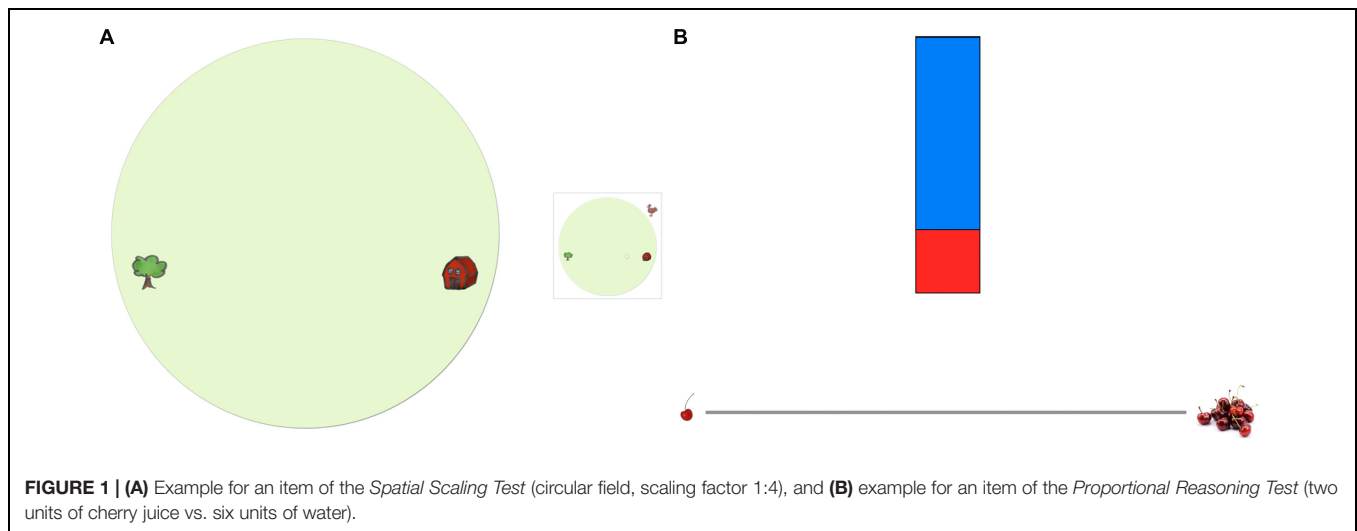 A
B
FIGURE 1 | (A) Example for an item of the Spatial Scaling Test (circular field, scaling factor 1:4), and (B) example for an item of the Proportional Reasoning Test (two
units of cherry juice vs. six units of water).